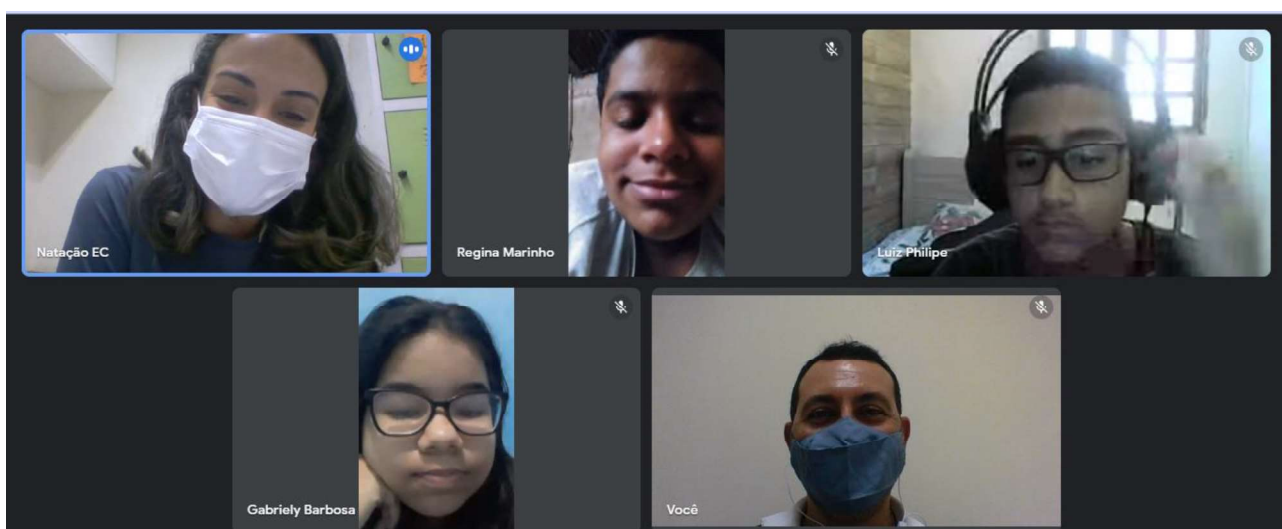 Natação EC
Regina Marinho
Luiz Philipe
Gabriely Barbosa
Você